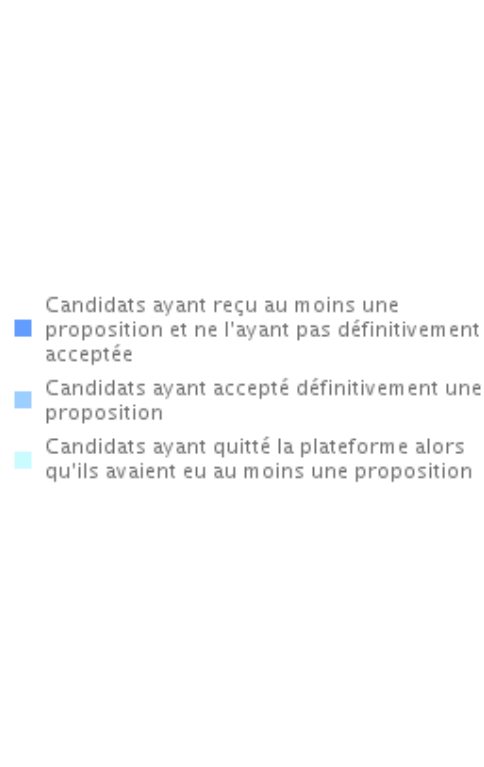 Candidats ayant reçu au moins une
proposition et ne l'ayant pas définitivement
acceptée
Candidats ayant accepté définitivement une
proposition
Candidats ayant quitté la plateforme alors
qu'ils avaient eu au moins une proposition